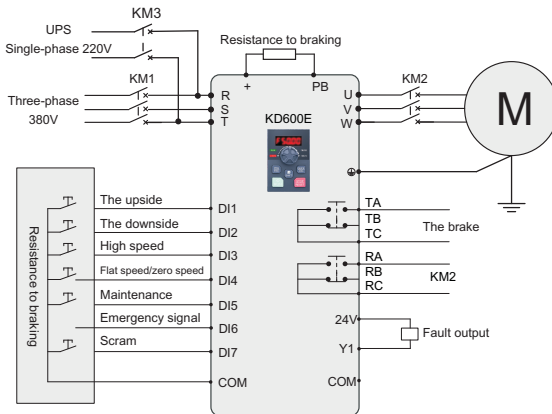 KM3
UPS
Single-phase 220V
Resistance to braking
+
PB
KM1
KM2
Three-phase
380V
R
S
T
U
V
W
M
KD600E
The upside
DI1
The downside
DI2
High speed
DI3
Flat speed/zero speed
DI4
Maintenance
DI5
Emergency signal
DI6
Scram
DI7
COM
Resistance to braking
TA
TB
TC
The brake
RA
RB
RC
KM2
24V
Y1
Fault output
COM